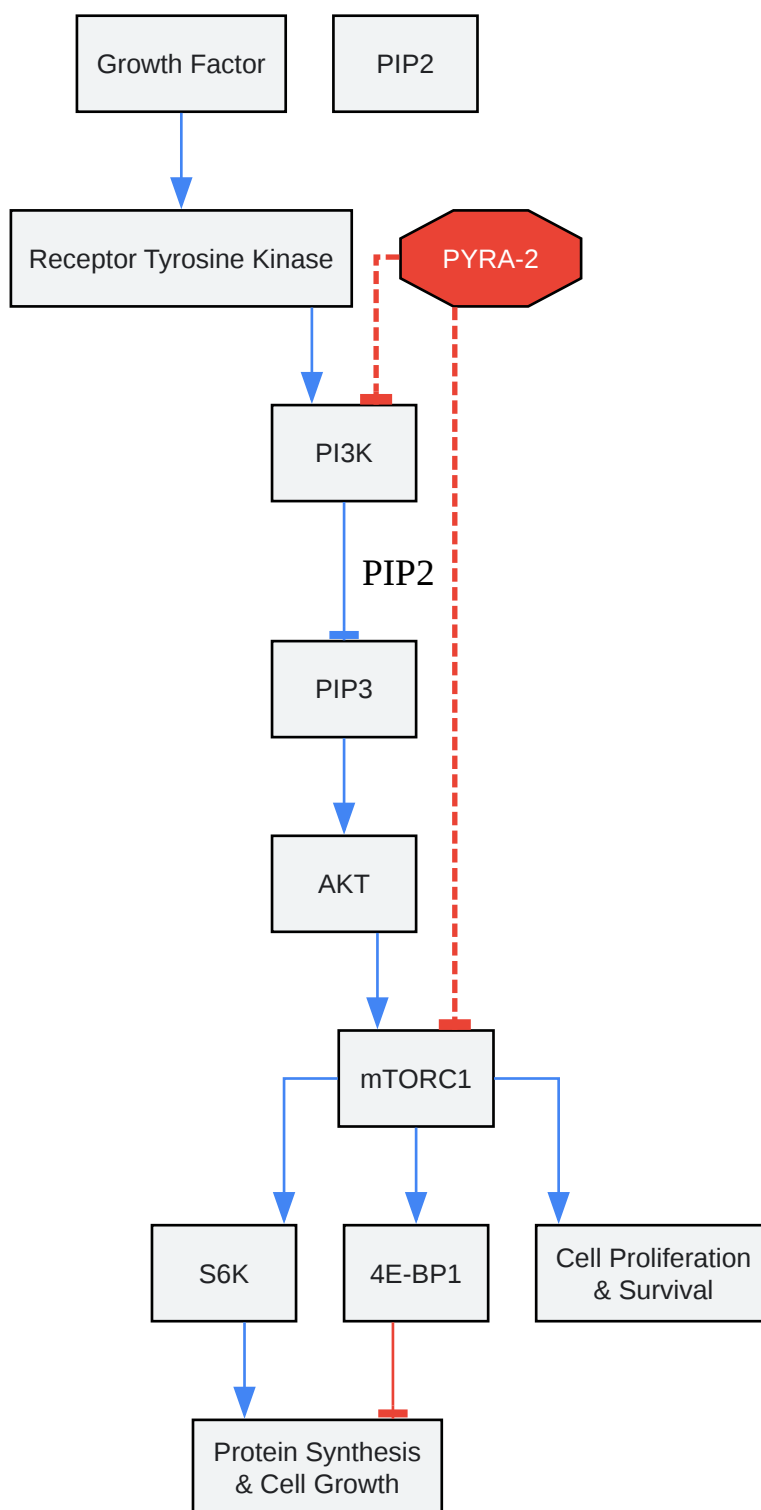 Growth Factor
PIP2
Receptor Tyrosine Kinase
PYRA-2
PI3K
PIP2
PIP3
AKT
mTORC1
S6K
4E-BP1
Cell Proliferation
& Survival
Protein Synthesis
& Cell Growth